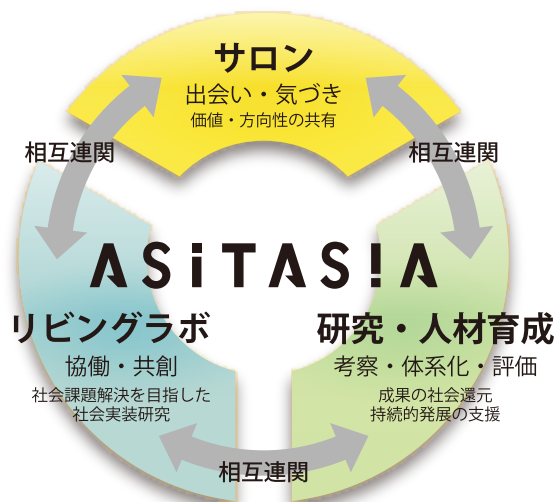 サロン
出会い・気づき
価値・方向性の共有
相互連関
相互連関
ASiTAS!A
リビングラボ
協働・共創
社会課題解決を目指した
社会実装研究
研究・人材育成
考察・体系化・評価
成果の社会還元
持続的発展の支援
相互連関